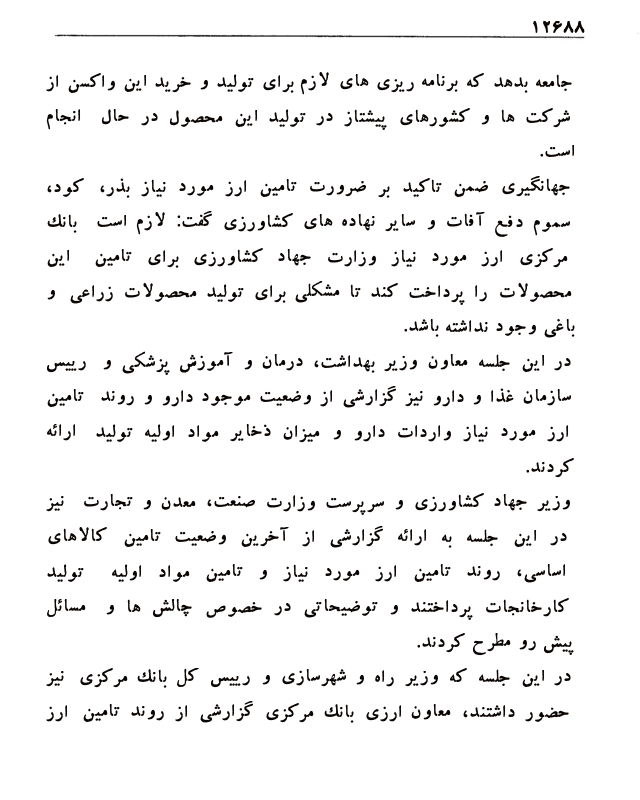 ۱۲۶۸۸
جامعه بدهد که برنامه ریزی های لازم برای تولید و خرید این واکسن از
شرکت ها و کشورهای پیشتاز در تولید این محصول در حال انجام
است.
جهانگیری ضمن تاکید بر ضرورت تامین ارز مورد نیاز بذر، کود،
سموم دفع آفات و سایر نهاده های کشاورزی گفت: لازم است بانك
مرکزی ارز مورد نیاز وزارت جهاد کشاورزی برای تامین این
محصولات را پرداخت کند تا مشکلی برای تولید محصولات زراعی و
باغی وجود نداشته باشد.
در این جلسه معاون وزیر بهداشت، درمان و آموزش پزشکی و رییس
سازمان غذا و دارو نیز گزارشی از وضعیت موجود دارو و روند تامین
ارز مورد نیاز واردات دارو و میزان ذخایر مواد اولیه تولید ارائه
کردند.
وزیر جهاد کشاورزی و سرپرست وزارت صنعت، معدن و تجارت نیز
در این جلسه به ارائه گزارشی از آخرین وضعیت تامین کالاهای
اساسی، روند تامین ارز مورد نیاز و تامین مواد اولیه تولید
کارخانجات پرداختند و توضیحاتی در خصوص چالش ها و مسائل
پیش رو مطرح کردند.
در این جلسه که وزیر راه و شهرسازی و رییس کل بانك مرکزی نیز
حضور داشتند، معاون ارزی بانك مرکزی گزارشی از روند تامین ارز